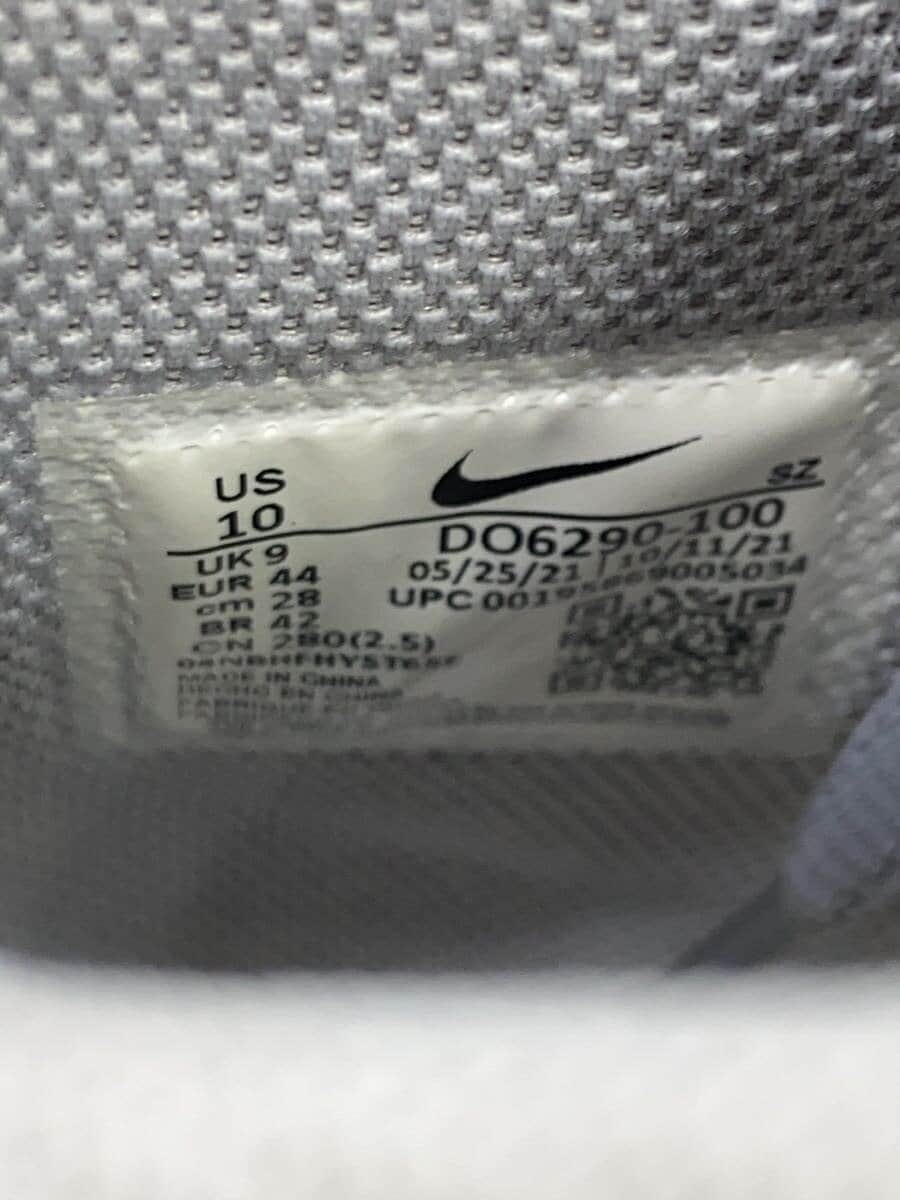 US
10
SZ
UK 9
DO6290-100
EUR 44
05/25/21 10/11/21
cm 28
UPC
BR 42
CN 280(2.5)
MADE IN CHINA
HECHO EN CHINA